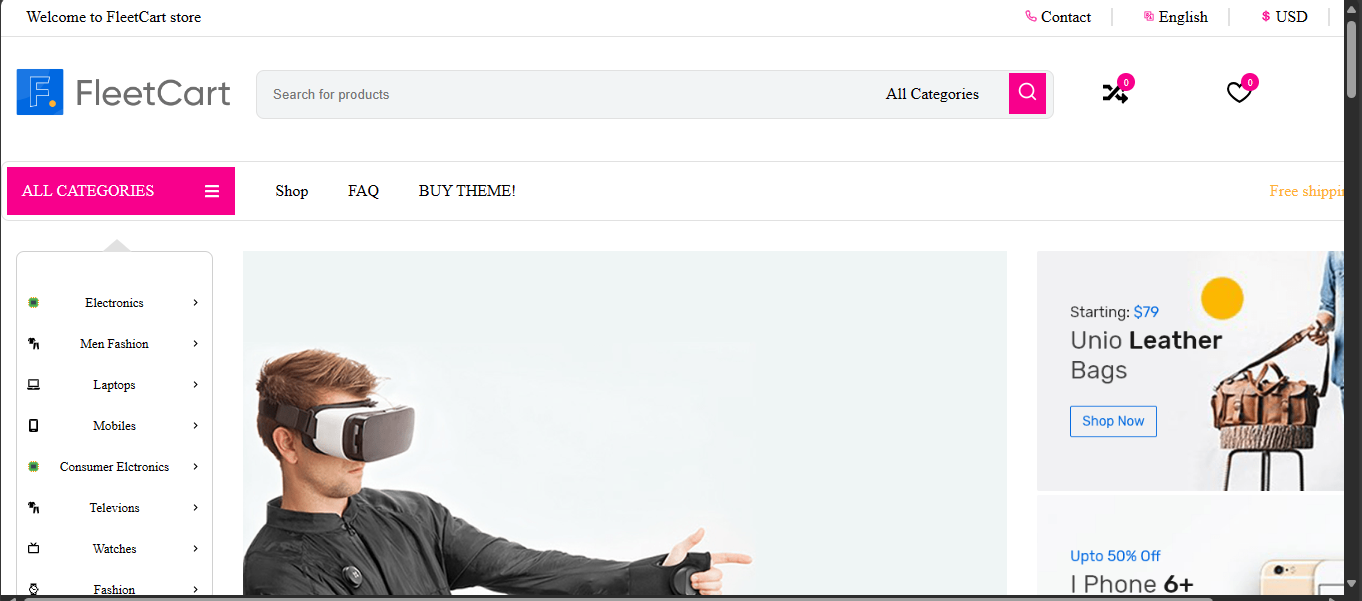 Welcome to FleetCart store
Contact
English
$ USD
F.
FleetCart
Search for products
All Categories
0
0
ALL CATEGORIES
Shop
FAQ
BUY THEME!
Free shippin
Electronics
Men Fashion
Laptops
Mobiles
Consumer Elctronics
Televions
Watches
Fashion
Starting: $79
Unio Leather
Bags
Shop Now
Upto 50% Off
I Phone 6+